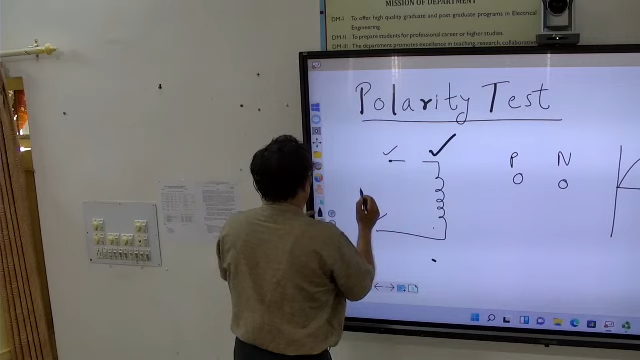 MISSION OF DEPARTMENT
DM-I : To offer high quality graduate and post graduate programs in Electrical
Engineering.
DM-II : To prepare students for professional career or higher studies.
DM-III : The department promotes excellence in teaching, research, collaborative
Polarity Test
P N